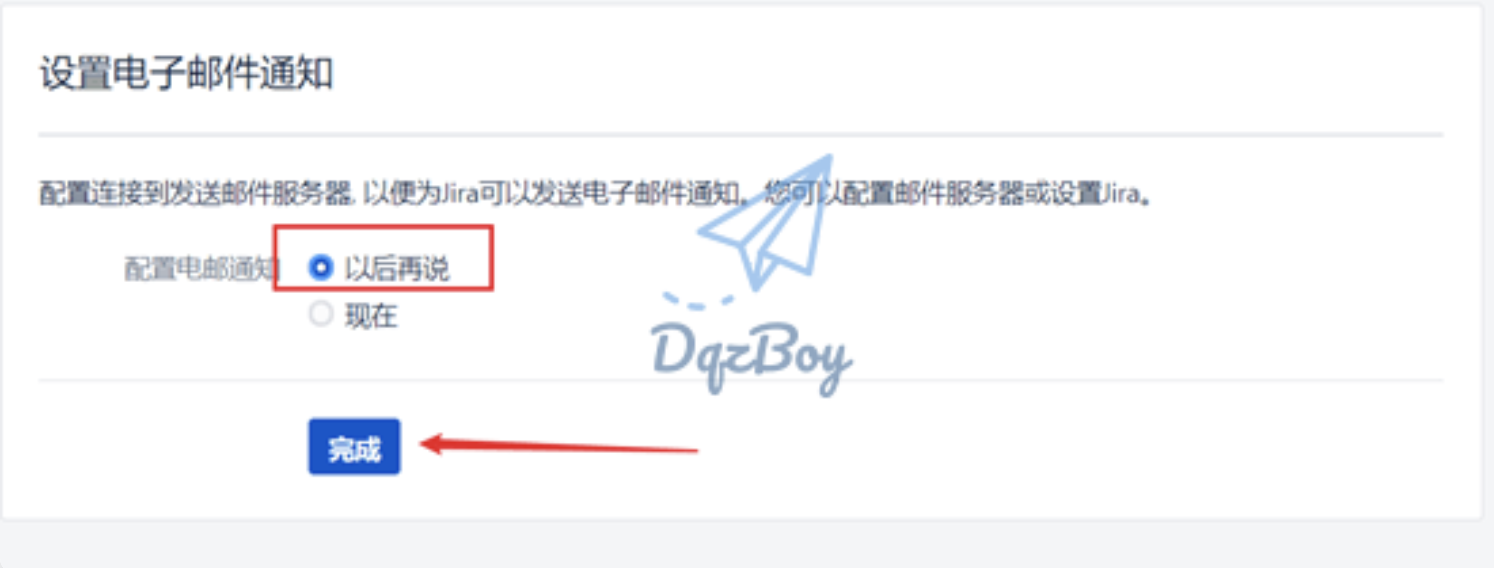 设置电子邮件通知
配置连接到发送邮件服务器, 以便为Jira可以发送电子邮件通知。您可以配置邮件服务器或设置Jira。
配置电邮通知 以后再说
现在
DqzBoy
完成